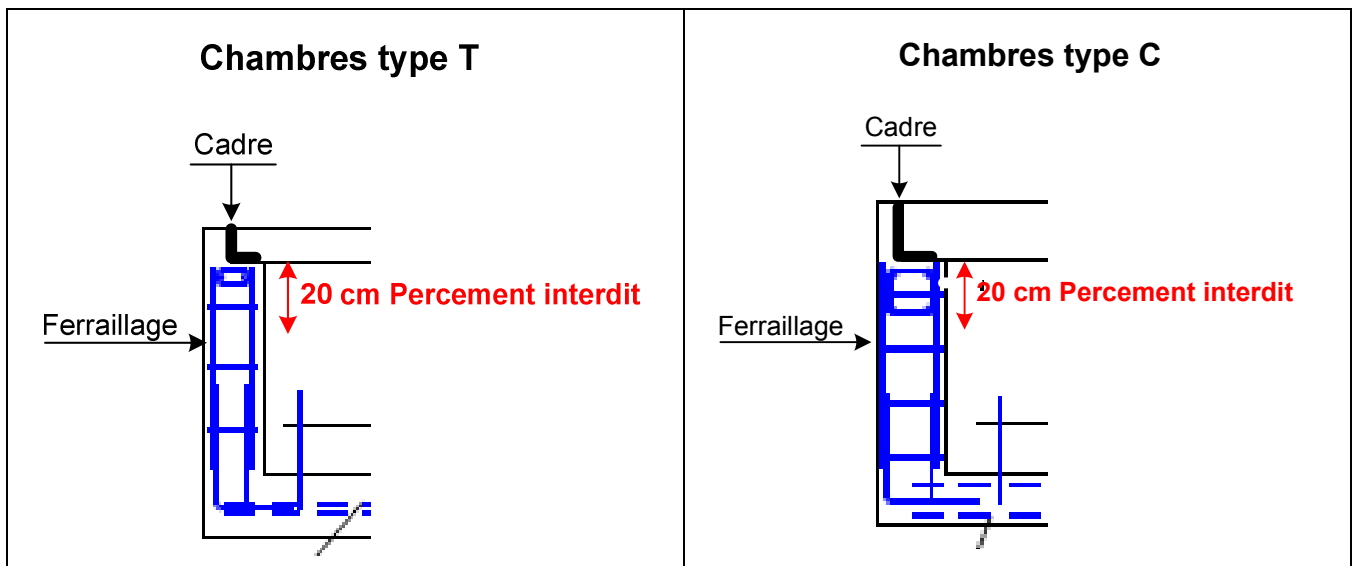 Chambres type T
Cadre
20 cm Percement interdit
Ferraillage
Chambres type C
Cadre
20 cm Percement interdit
Ferraillage